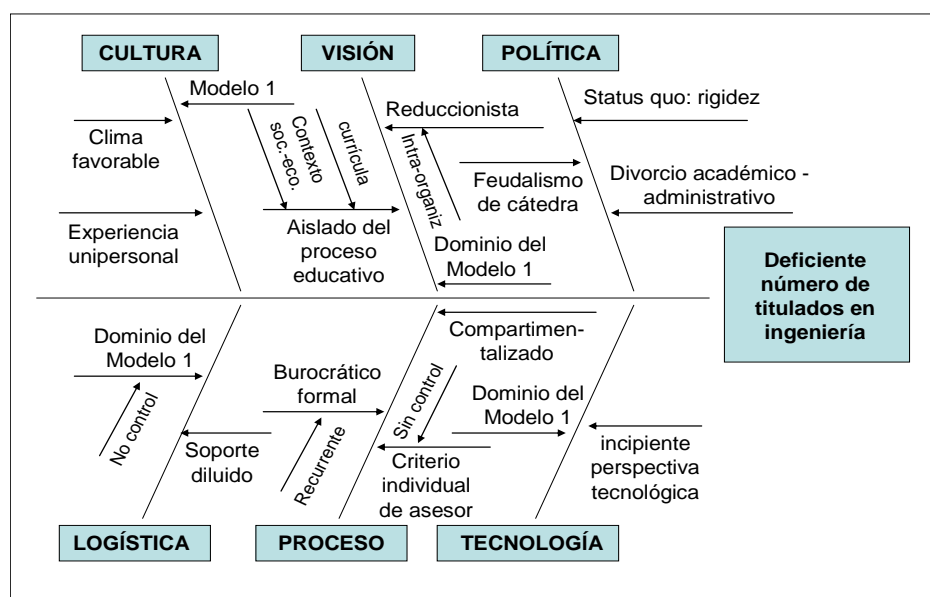 CULTURA
VISIÓN
POLÍTICA
Modelo 1
Clima
favorable
Contexto
soc.-eco.
currícula
Experiencia
unipersonal
Aislado del
proceso
educativo
Reduccionista
Intra-organiz
Dominio del
Modelo 1
Status quo: rigidez
Feudalismo
de cátedra
Divorcio académico -
administrativo
Deficiente
número de
titulados en
ingeniería
Dominio del
Modelo 1
No control
Soporte
diluido
Burocrático
formal
Recurrente
Compartimen-
talizado
Sin control
Criterio
individual
de asesor
Dominio del
Modelo 1
incipiente
perspectiva
tecnológica
LOGÍSTICA
PROCESO
TECNOLOGÍA